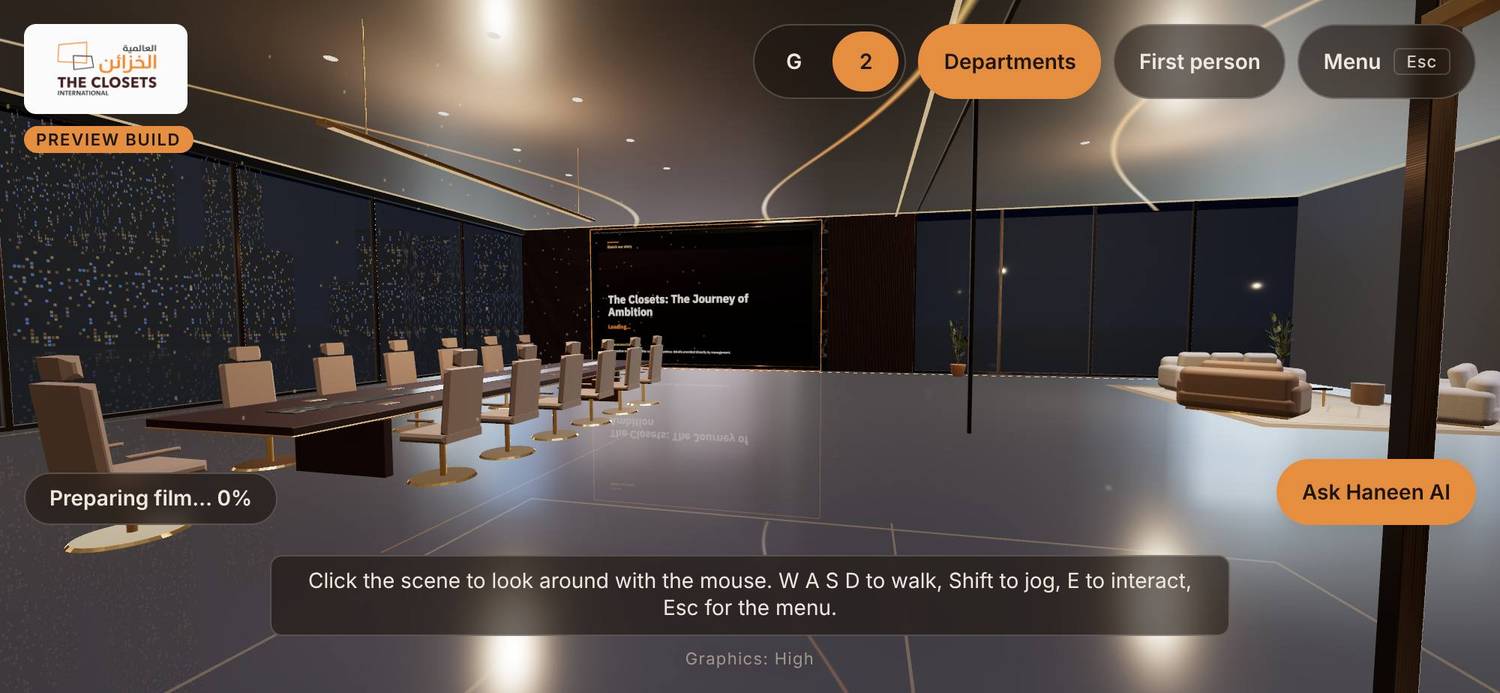 العالمية
الخزائن
THE CLOSETS
INTERNATIONAL
PREVIEW BUILD
G
2
Departments
First person
Menu
Esc
The Closets: The Journey of
Ambition
Loading...
Preparing film... 0%
Ask Haneen AI
Click the scene to look around with the mouse. W A S D to walk, Shift to jog, E to interact,
Esc for the menu.
Graphics: High